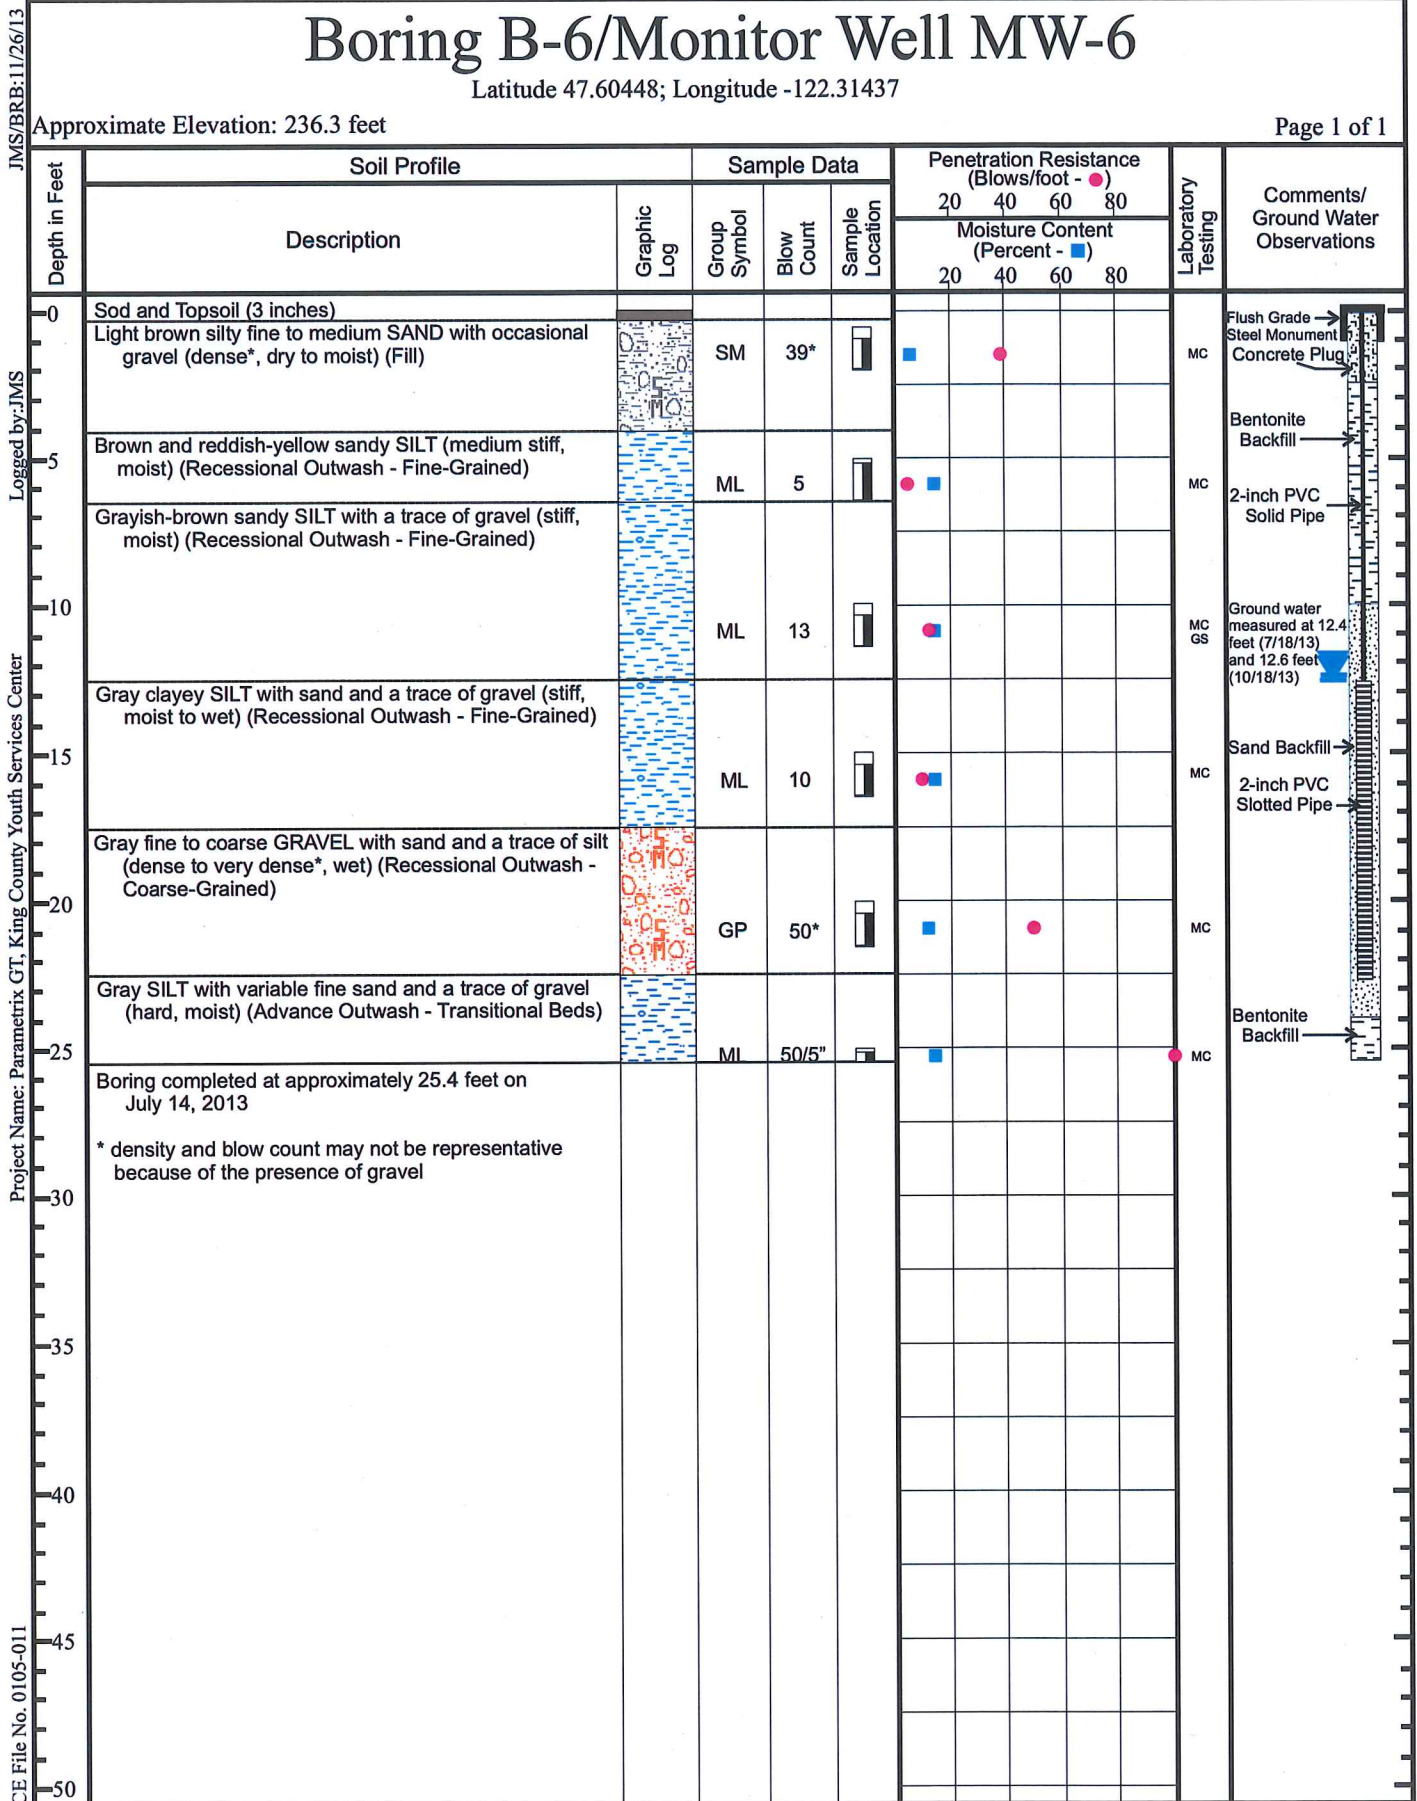 Boring B-6/Monitor Well MW-6
Latitude 47.60448; Longitude -122.31437
Approximate Elevation: 236.3 feet
Page 1 of 1
JMS/BRB:11/26/13
Logged by:JMS
Project Name: Parametrix GT, King County Youth Services Center
CE File No. 0105-011
Depth in Feet
Soil Profile
Description
Graphic Log
Sample Data
Group Symbol
Blow Count
Sample Location
Penetration Resistance
(Blows/foot - ●)
20 40 60 80
Moisture Content
(Percent - ■)
20 40 60 80
Laboratory Testing
Comments/
Ground Water
Observations
0
Sod and Topsoil (3 inches)
Light brown silty fine to medium SAND with occasional
gravel (dense*, dry to moist) (Fill)
SM
SM 39*
MC
Flush Grade
Steel Monument
Concrete Plug
Bentonite
Backfill
5
Brown and reddish-yellow sandy SILT (medium stiff,
moist) (Recessional Outwash - Fine-Grained)
ML 5
MC
2-inch PVC
Solid Pipe
Grayish-brown sandy SILT with a trace of gravel (stiff,
moist) (Recessional Outwash - Fine-Grained)
10
ML 13
MC
GS
Ground water
measured at 12.4
feet (7/18/13)
and 12.6 feet
(10/18/13)
Gray clayey SILT with sand and a trace of gravel (stiff,
moist to wet) (Recessional Outwash - Fine-Grained)
15
ML 10
MC
Sand Backfill
2-inch PVC
Slotted Pipe
Gray fine to coarse GRAVEL with sand and a trace of silt
(dense to very dense*, wet) (Recessional Outwash -
Coarse-Grained)
SM
SM
20
GP 50*
MC
Gray SILT with variable fine sand and a trace of gravel
(hard, moist) (Advance Outwash - Transitional Beds)
25
ML 50/5"
MC
Bentonite
Backfill
Boring completed at approximately 25.4 feet on
July 14, 2013
* density and blow count may not be representative
because of the presence of gravel
30
35
40
45
50